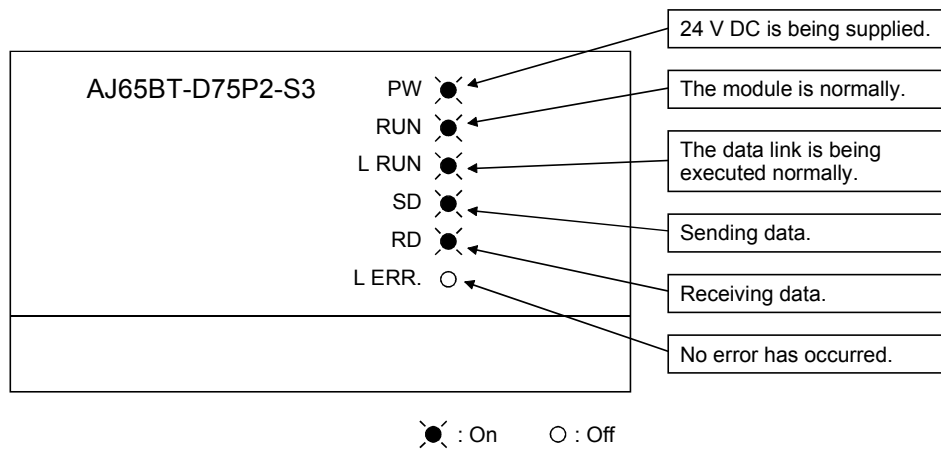 AJ65BT-D75P2-S3
PW
RUN
L RUN
SD
RD
L ERR.
24 V DC is being supplied.
The module is normally.
The data link is being
executed normally.
Sending data.
Receiving data.
No error has occurred.
: On
: Off